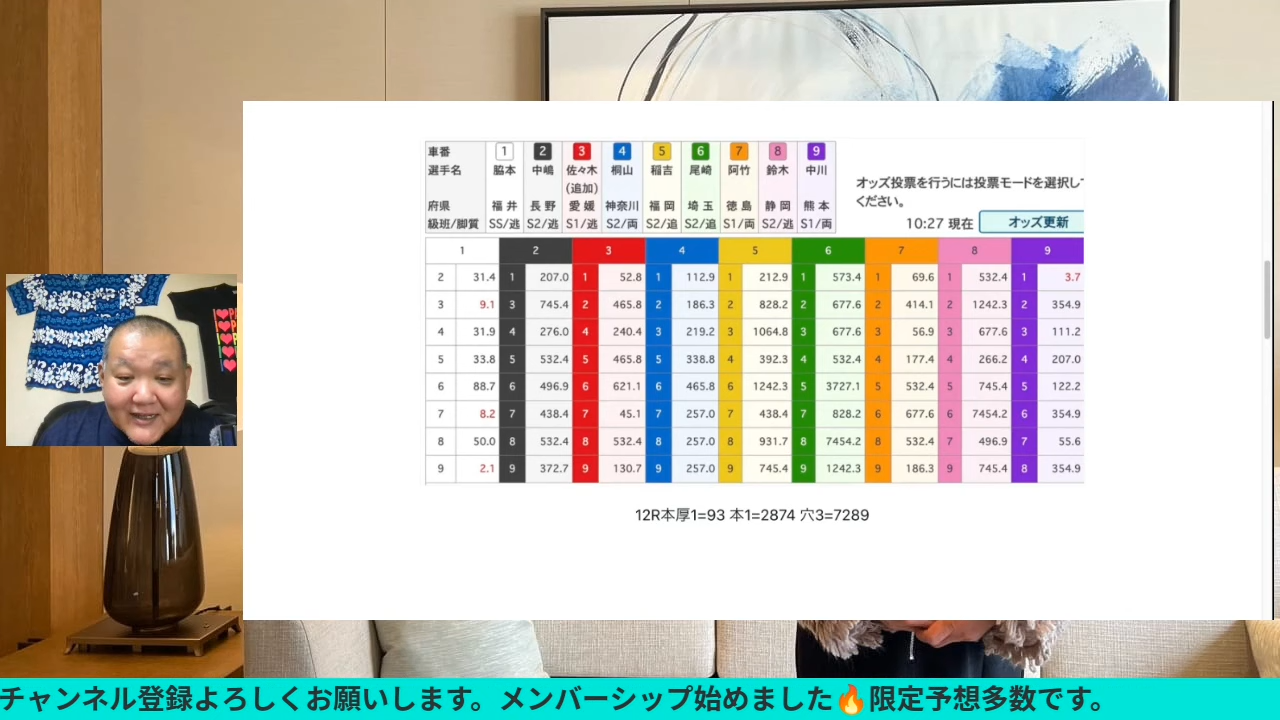 車番 1 2 3 4 5 6 7 8 9
選手名 脇本 中嶋 佐々木 桐山 稲吉 尾崎 阿竹 鈴木 中川
(追加)
府県 福井 長野 愛媛 神奈川 福岡 埼玉 徳島 静岡 熊本
級班/脚質 SS/逃 S2/逃 S1/逃 S2/両 S2/追 S2/追 S1/両 S2/逃 S1/両
オッズ投票を行うには投票モードを選択して
ください。
10:27 現在 オッズ更新
1 2 3 4 5 6 7 8 9
2 31.4 1 207.0 1 52.8 1 112.9 1 212.9 1 573.4 1 69.6 1 532.4 1 3.7
3 9.1 3 745.4 2 465.8 2 186.3 2 828.2 2 677.6 2 414.1 2 1242.3 2 354.9
4 31.9 4 276.0 4 240.4 3 219.2 3 1064.8 3 677.6 3 56.9 3 677.6 3 111.2
5 33.8 5 532.4 5 465.8 5 338.8 4 392.3 4 532.4 4 177.4 4 266.2 4 207.0
6 88.7 6 496.9 6 621.1 6 465.8 6 1242.3 5 3727.1 5 532.4 5 745.4 5 122.2
7 8.2 7 438.4 7 45.1 7 257.0 7 438.4 7 828.2 6 677.6 6 7454.2 6 354.9
8 50.0 8 532.4 8 532.4 8 257.0 8 931.7 8 7454.2 8 532.4 7 496.9 7 55.6
9 2.1 9 372.7 9 130.7 9 257.0 9 745.4 9 1242.3 9 186.3 9 745.4 8 354.9
12R本厚1=93 本1=2874 穴3=7289
チャンネル登録よろしくお願いします。メンバーシップ始めました🔥限定予想多数です。